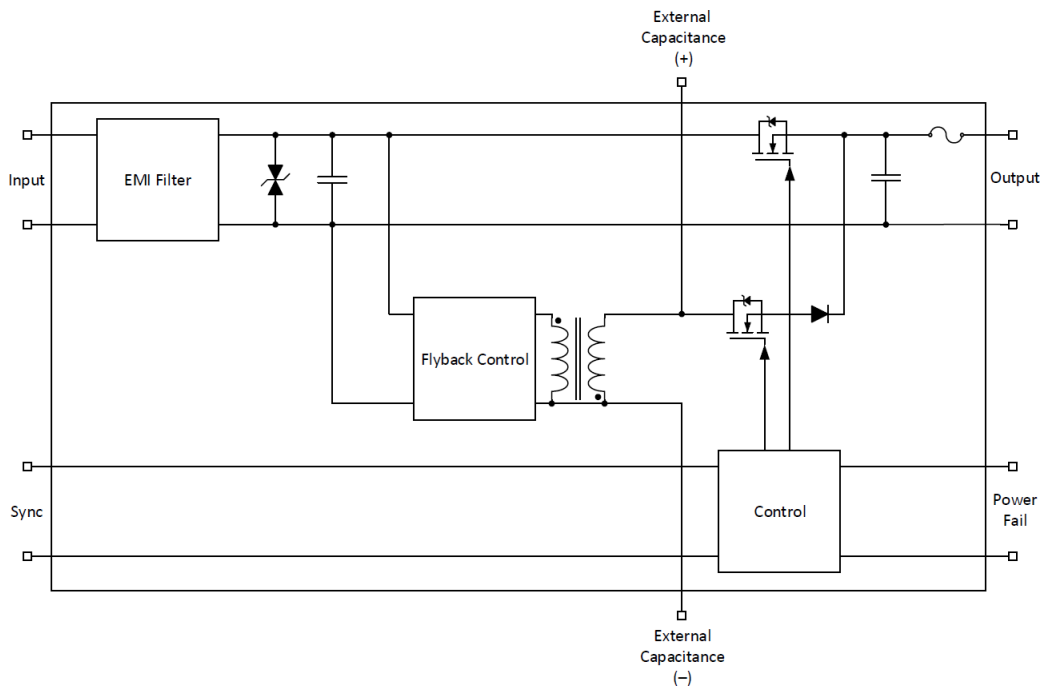 External
Capacitance
(+)
Input
EMI Filter
Output
Flyback Control
Sync
Control
Power
Fail
External
Capacitance
(–)